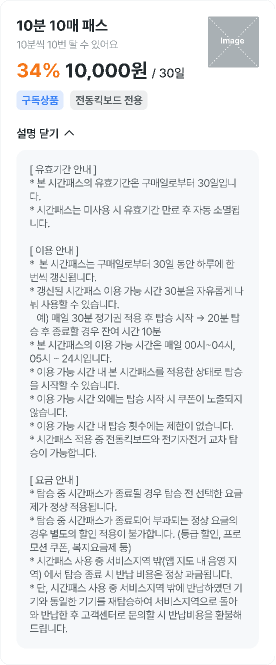 10분 10매 패스
10분씩 10번 탈 수 있어요
Image
34% 10,000원 / 30일
구독상품 전동킥보드 전용
설명 닫기
[ 유효기간 안내 ]
* 본 시간패스의 유효기간은 구매일로부터 30일입니
다.
* 시간패스는 미사용 시 유효기간 만료 후 자동 소멸됩
니다.
[ 이용 안내 ]
* 본 시간패스는 구매일로부터 30일 동안 하루에 한
번씩 갱신됩니다.
* 갱신된 시간패스 이용 가능 시간 30분을 자유롭게 나
눠 사용할 수 있습니다.
예) 매일 30분 정기권 적용 후 탑승 시작 → 20분 탑
승 후 종료할 경우 잔여 시간 10분
* 본 시간패스의 이용 가능 시간은 매일 00시~04시,
05시 ~ 24시입니다.
* 이용 가능 시간 내 본 시간패스를 적용한 상태로 탑승
을 시작할 수 있습니다.
* 이용 가능 시간 외에는 탑승 시작 시 쿠폰이 노출되지
않습니다.
* 이용 가능 시간 내 탑승 횟수에는 제한이 없습니다.
* 시간패스 적용 중 전동킥보드와 전기자전거 교차 탑
승이 가능합니다.
[ 요금 안내 ]
* 탑승 중 시간패스가 종료될 경우 탑승 전 선택한 요금
제가 정상 적용됩니다.
* 탑승 중 시간패스가 종료되어 부과되는 정상 요금의
경우 별도의 할인 적용이 불가합니다. (등급 할인, 프로
모션 쿠폰, 복지요금제 등)
* 시간패스 사용 중 서비스지역 밖(앱 지도 내 음영 지
역) 에서 탑승 종료 시 반납 비용은 정상 과금됩니다.
* 단, 시간패스 사용 중 서비스지역 밖에 반납하였던 기
기와 동일한 기기를 재탑승하여 서비스지역으로 돌아
와 반납한 후 고객센터로 문의할 시 반납비용을 환불해
드립니다.